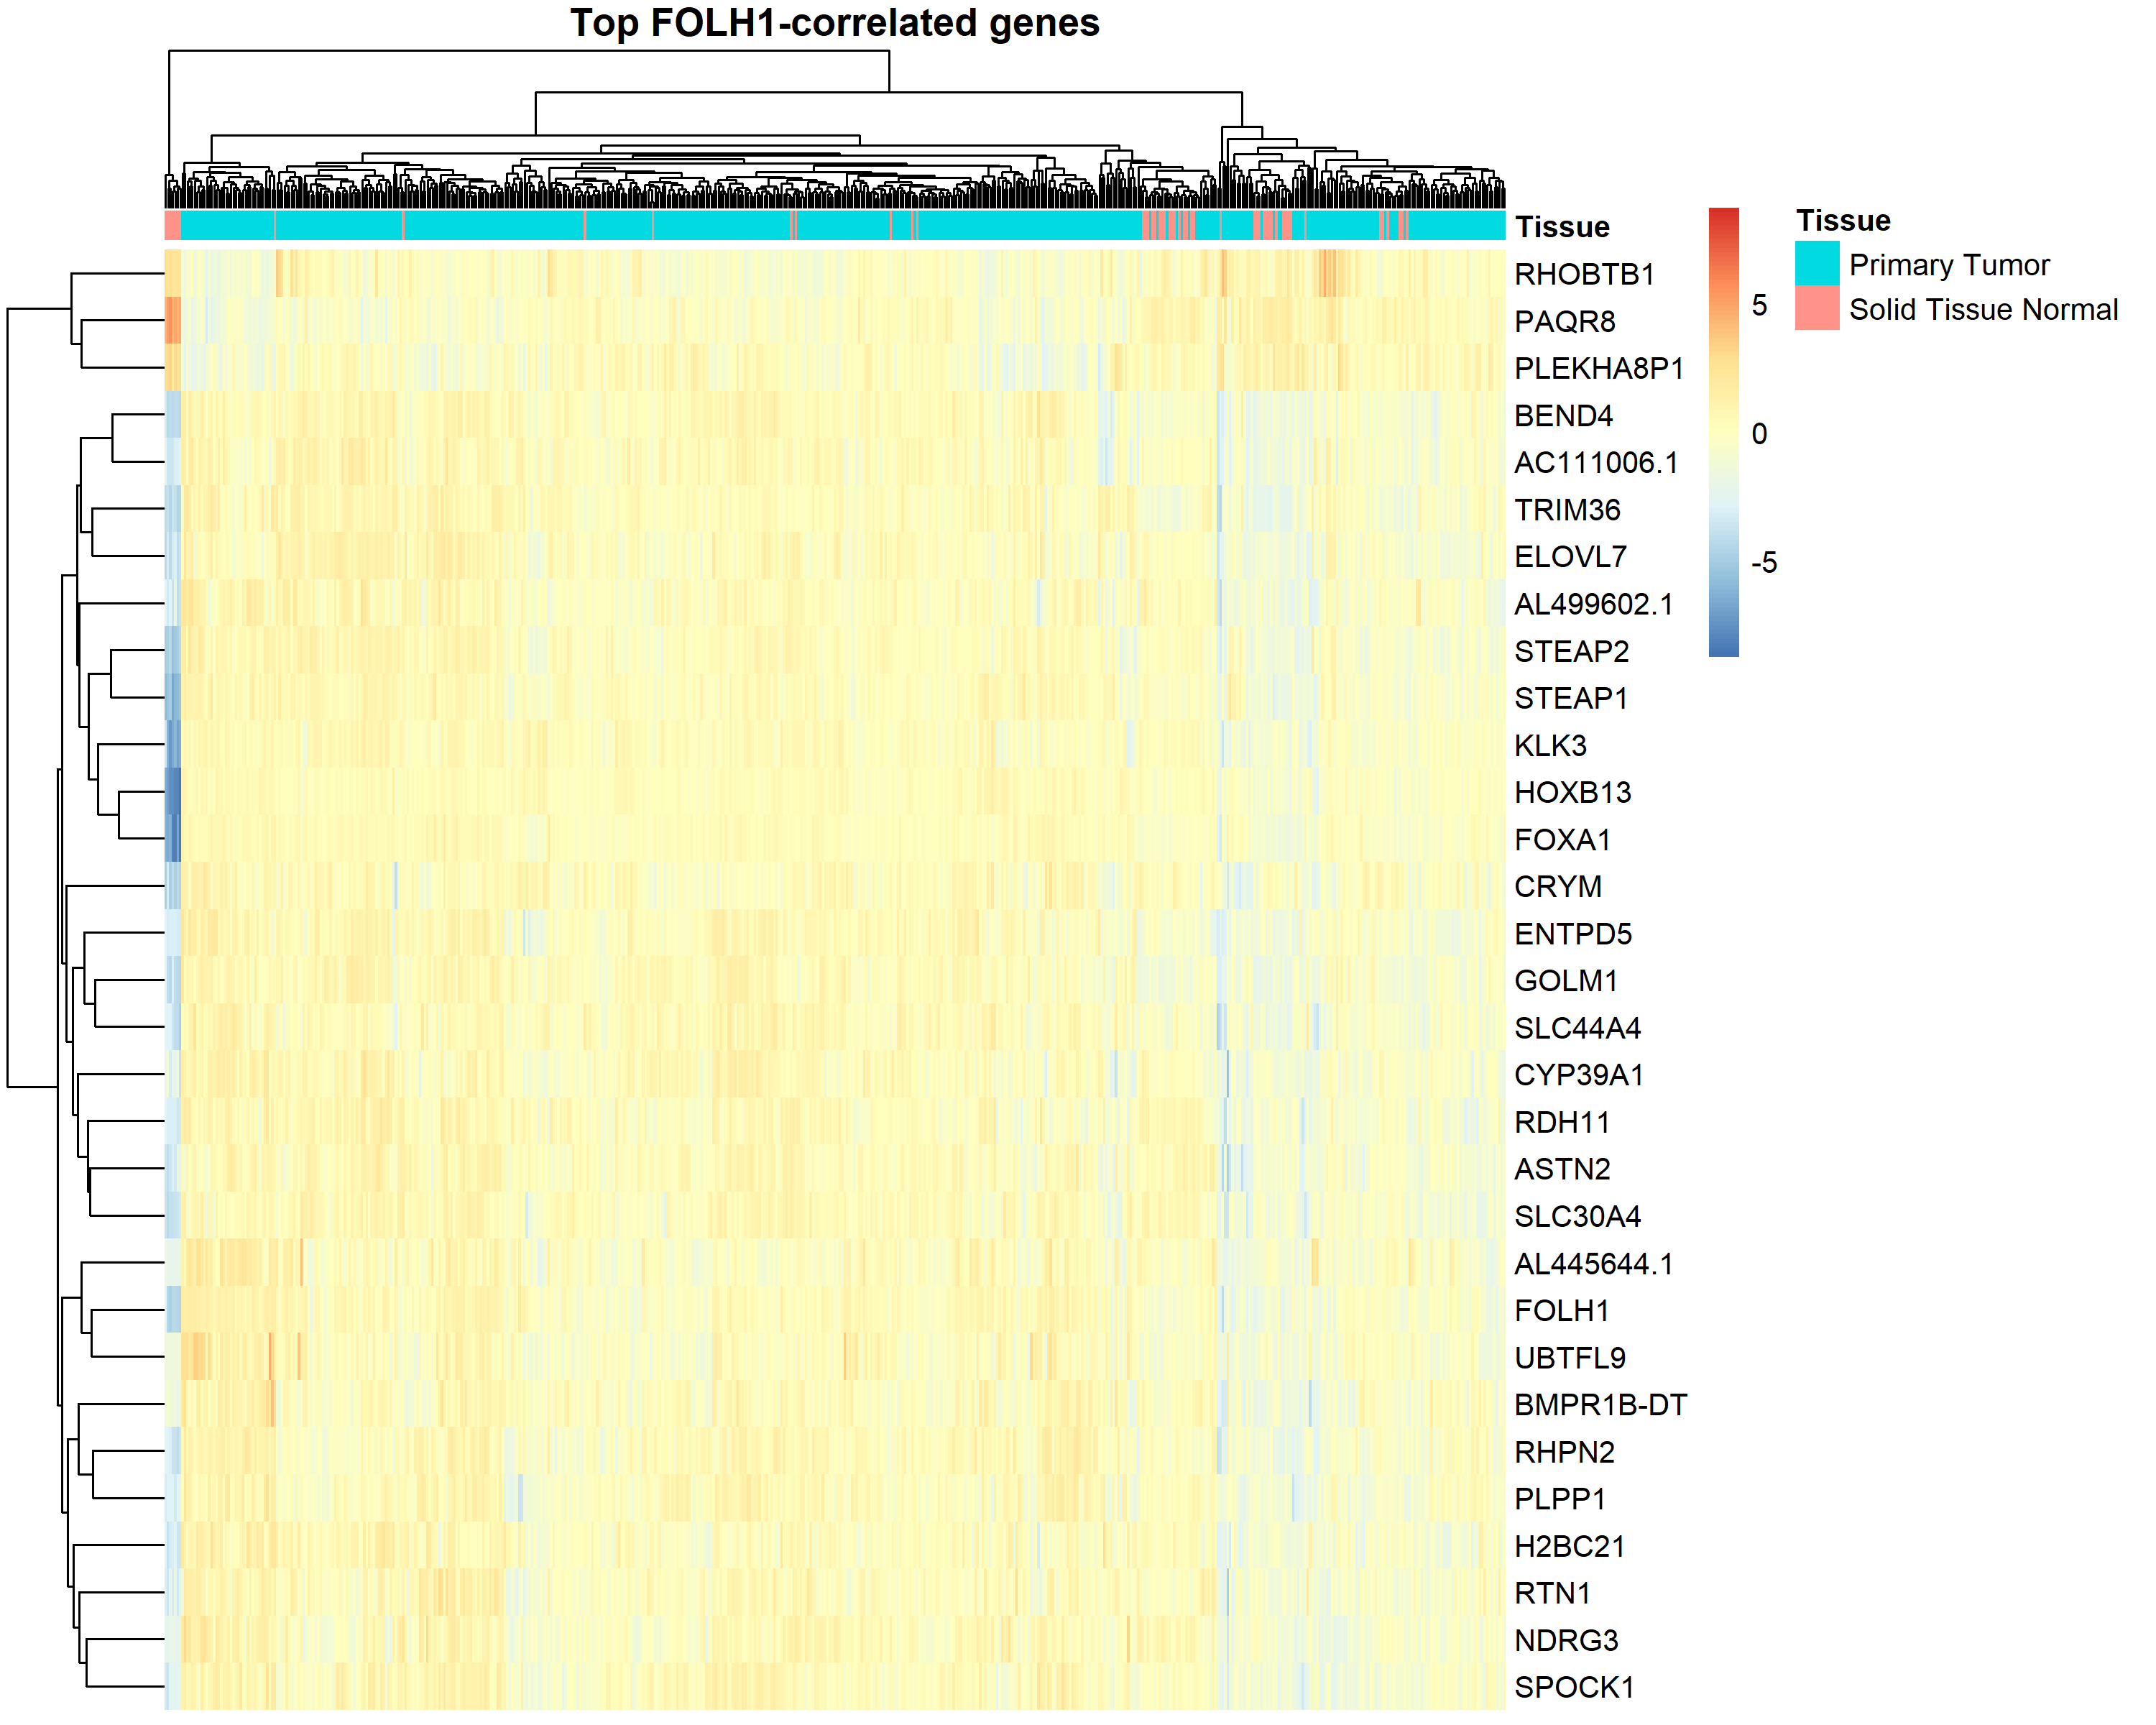 Top FOLH1-correlated genes
Tissue
RHOBTB1
PAQR8
PLEKHA8P1
BEND4
AC111006.1
TRIM36
ELOVL7
AL499602.1
STEAP2
STEAP1
KLK3
HOXB13
FOXA1
CRYM
ENTPD5
GOLM1
SLC44A4
CYP39A1
RDH11
ASTN2
SLC30A4
AL445644.1
FOLH1
UBTFL9
BMPR1B-DT
RHPN2
PLPP1
H2BC21
RTN1
NDRG3
SPOCK1
5
0
-5
Tissue
Primary Tumor
Solid Tissue Normal